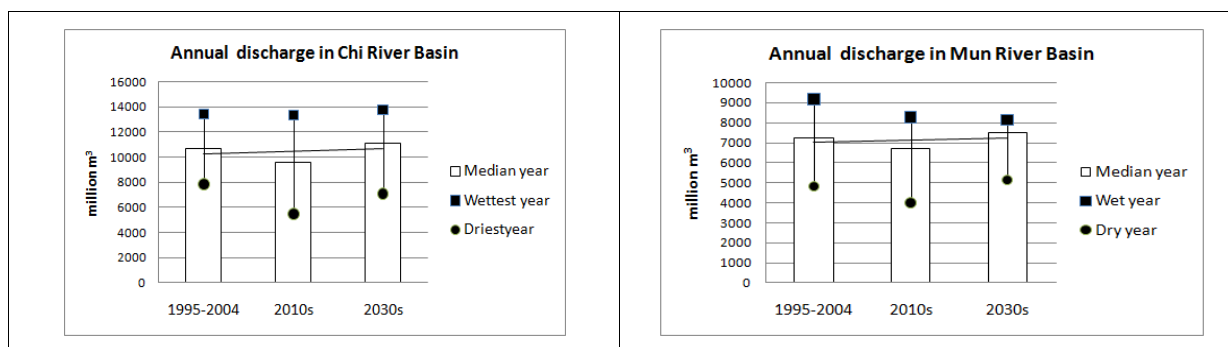 Annual discharge in Chi River Basin
16000
14000
12000
10000
8000
6000
4000
2000
0
million m³
1995-2004 2010s 2030s
Median year
Wettest year
Driestyear
Annual discharge in Mun River Basin
10000
9000
8000
7000
6000
5000
4000
3000
2000
1000
0
million m³
1995-2004 2010s 2030s
Median year
Wet year
Dry year